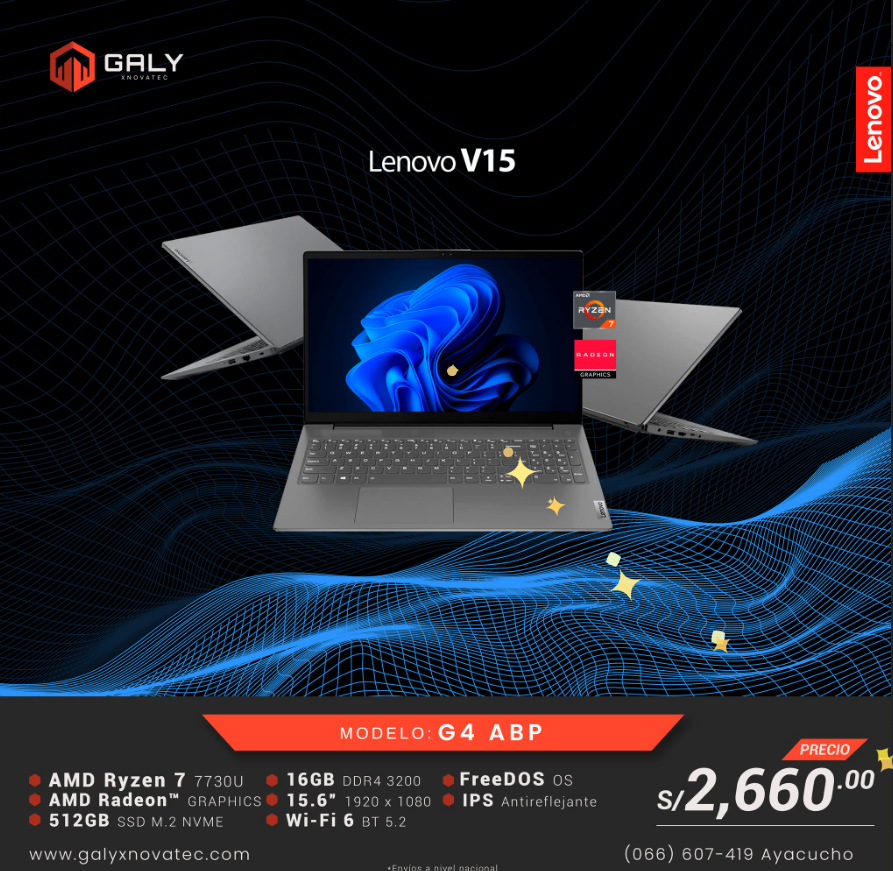 GALY
XNOVATEC
Lenovo
Lenovo V15
AMD
RYZEN
7
RADEON
GRAPHICS
MODELO: G4 ABP
AMD Ryzen 7 7730U
AMD Radeon™ GRAPHICS
512GB SSD M.2 NVME
16GB DDR4 3200
15.6” 1920 x 1080
Wi-Fi 6 BT 5.2
FreeDOS OS
IPS Antireflejante
PRECIO
S/2,660.00
www.galyxnovatec.com
(066) 607-419 Ayacucho
*Envíos a nivel nacional